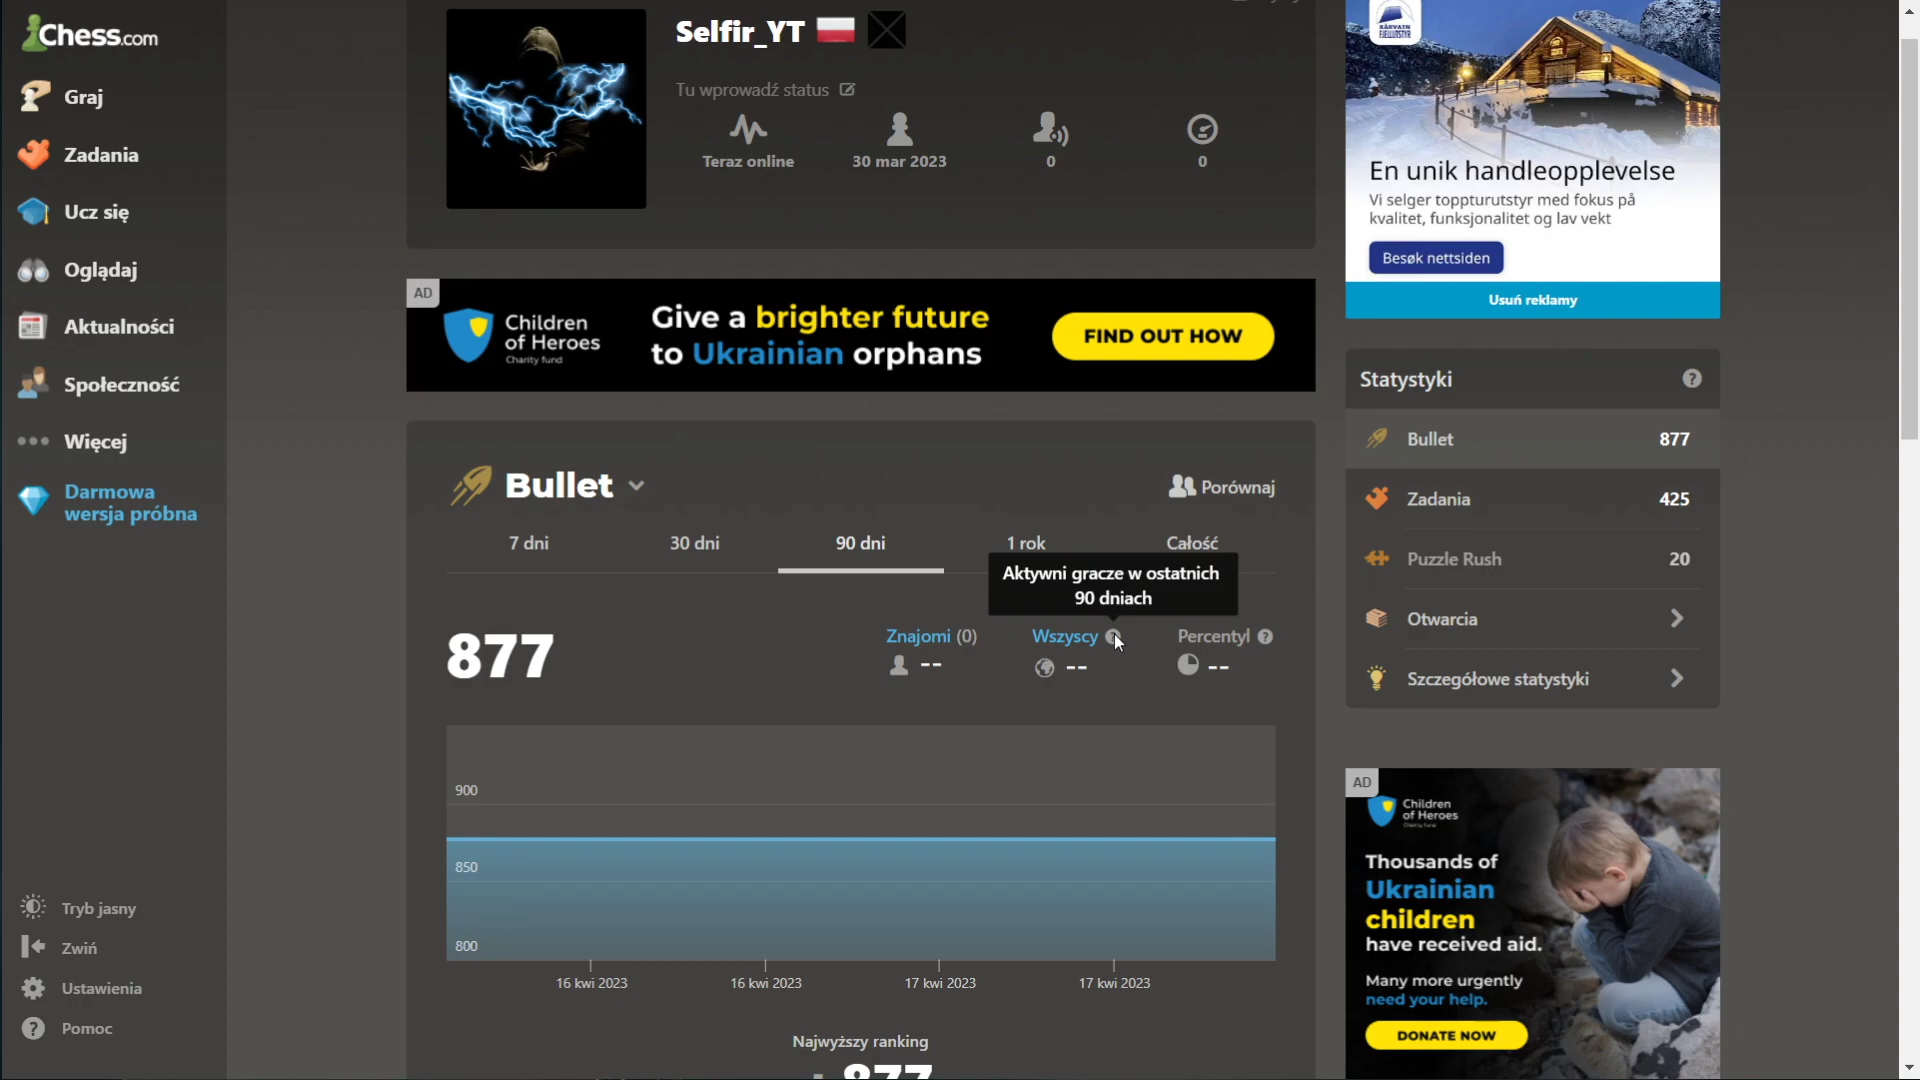 Chess.com
Graj
Zadania
Ucz się
Oglądaj
Aktualności
Społeczność
Więcej
Darmowa
wersja próbna
Tryb jasny
Zwiń
Ustawienia
Pomoc
Selfir_YT
Tu wprowadź status
Teraz online
30 mar 2023
0
0
AD
Children
of Heroes
Charity fund
Give a brighter future
to Ukrainian orphans
FIND OUT HOW
Bullet
Porównaj
7 dni
30 dni
90 dni
1 rok
Całość
Aktywni gracze w ostatnich
90 dniach
877
Znajomi (0)
--
Wszyscy ?
--
Percentyl ?
--
900
850
800
16 kwi 2023
16 kwi 2023
17 kwi 2023
17 kwi 2023
Najwyższy ranking
877
KÅRVATN
FJELLUTSTYR
En unik handleopplevelse
Vi selger toppturutstyr med fokus på
kvalitet, funksjonalitet og lav vekt
Besøk nettsiden
Usuń reklamy
Statystyki ?
Bullet 877
Zadania 425
Puzzle Rush 20
Otwarcia
Szczegółowe statystyki
AD
Children
of Heroes
Charity fund
Thousands of
Ukrainian
children
have received aid.
Many more urgently
need your help.
DONATE NOW